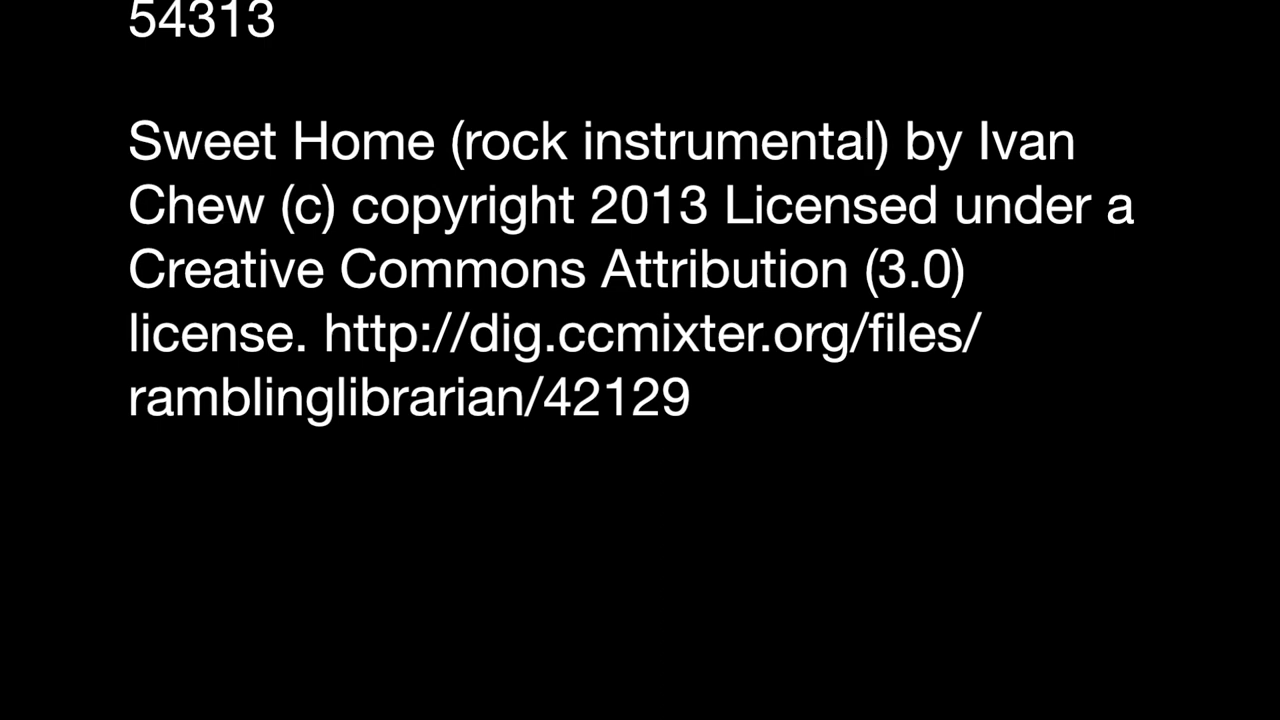 54313
Sweet Home (rock instrumental) by Ivan
Chew (c) copyright 2013 Licensed under a
Creative Commons Attribution (3.0)
license. http://dig.ccmixter.org/files/
ramblinglibrarian/42129